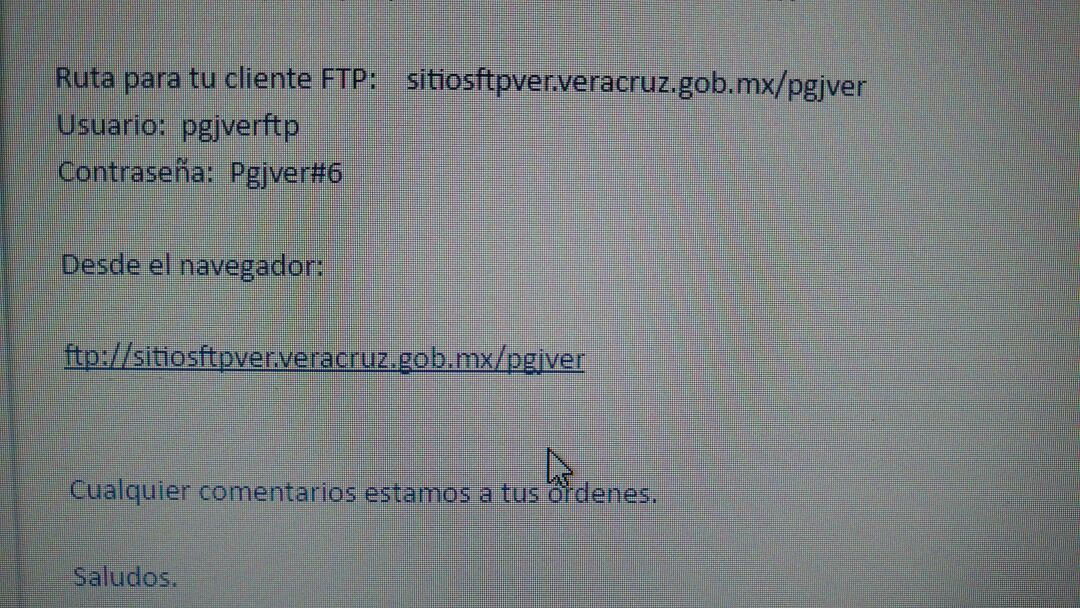 Ruta para tu cliente FTP: sitiosftpver.veracruz.gob.mx/pgjver
Usuario: pgjverftp
Contraseña: Pgjver#6
Desde el navegador:
ftp://sitiosftpver.veracruz.gob.mx/pgjver
Cualquier comentarios estamos a tus órdenes.
Saludos.